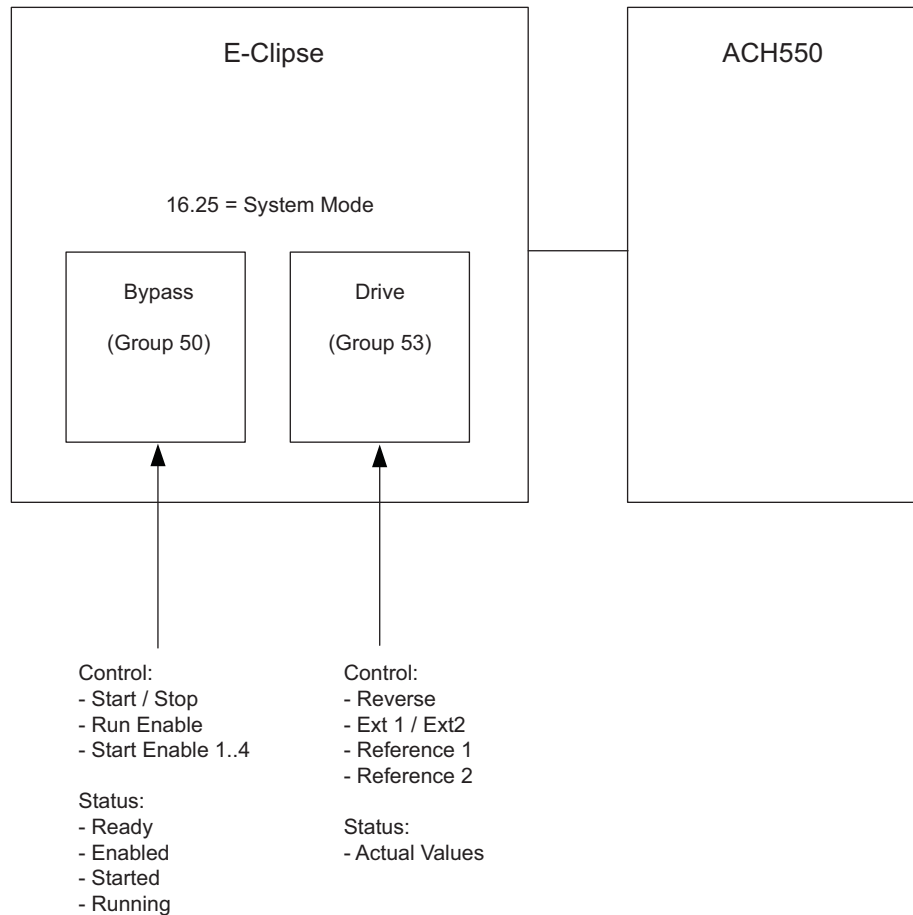 E-Clipse
ACH550
16.25 = System Mode
Bypass
(Group 50)
Drive
(Group 53)
Control:
- Start / Stop
- Run Enable
- Start Enable 1..4
Status:
- Ready
- Enabled
- Started
- Running
Control:
- Reverse
- Ext 1 / Ext2
- Reference 1
- Reference 2
Status:
- Actual Values